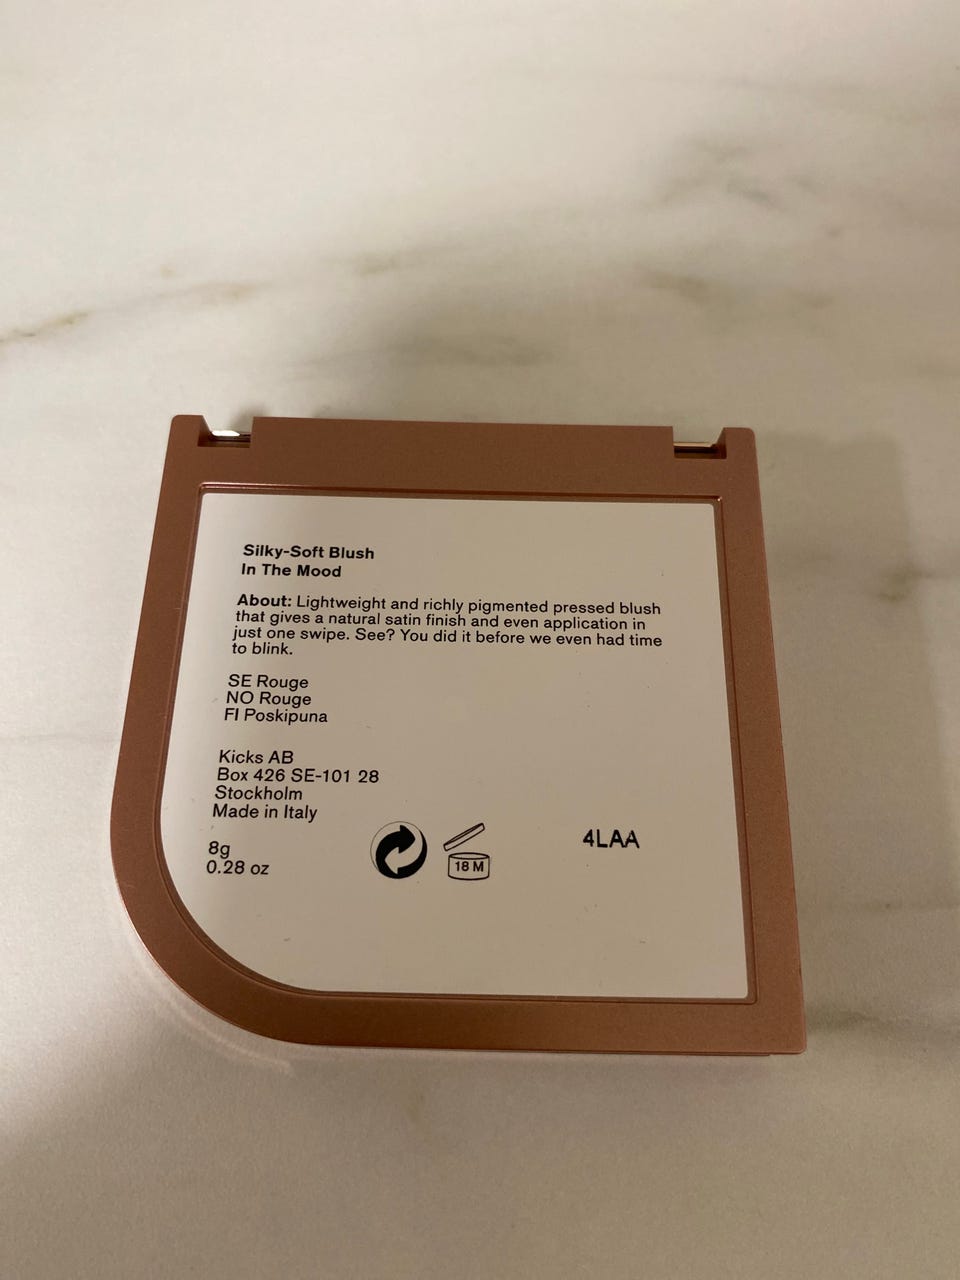 Silky-Soft Blush
In The Mood
About: Lightweight and richly pigmented pressed blush
that gives a natural satin finish and even application in
just one swipe. See? You did it before we even had time
to blink.
SE Rouge
NO Rouge
FI Poskipuna
Kicks AB
Box 426 SE-101 28
Stockholm
Made in Italy
8g
0.28 oz
18 M
4LAA